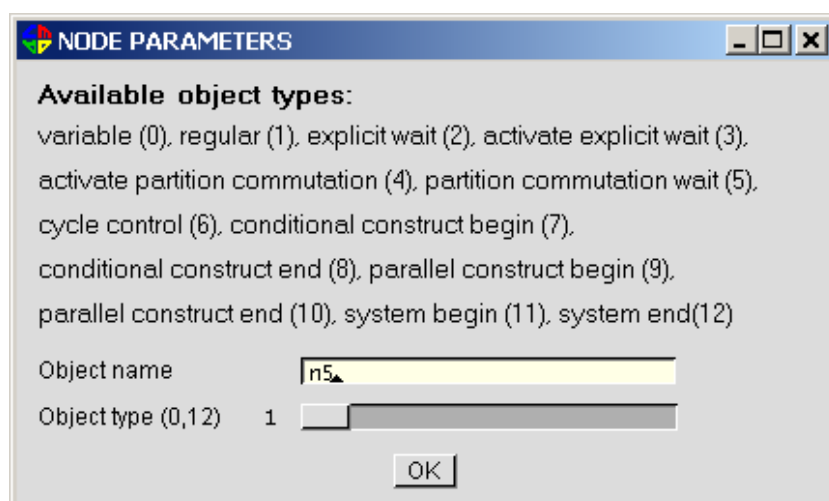 NODE PARAMETERS
Available object types:
variable (0), regular (1), explicit wait (2), activate explicit wait (3),
activate partition commutation (4), partition commutation wait (5),
cycle control (6), conditional construct begin (7),
conditional construct end (8), parallel construct begin (9),
parallel construct end (10), system begin (11), system end(12)
Object name n5
Object type (0,12) 1
OK